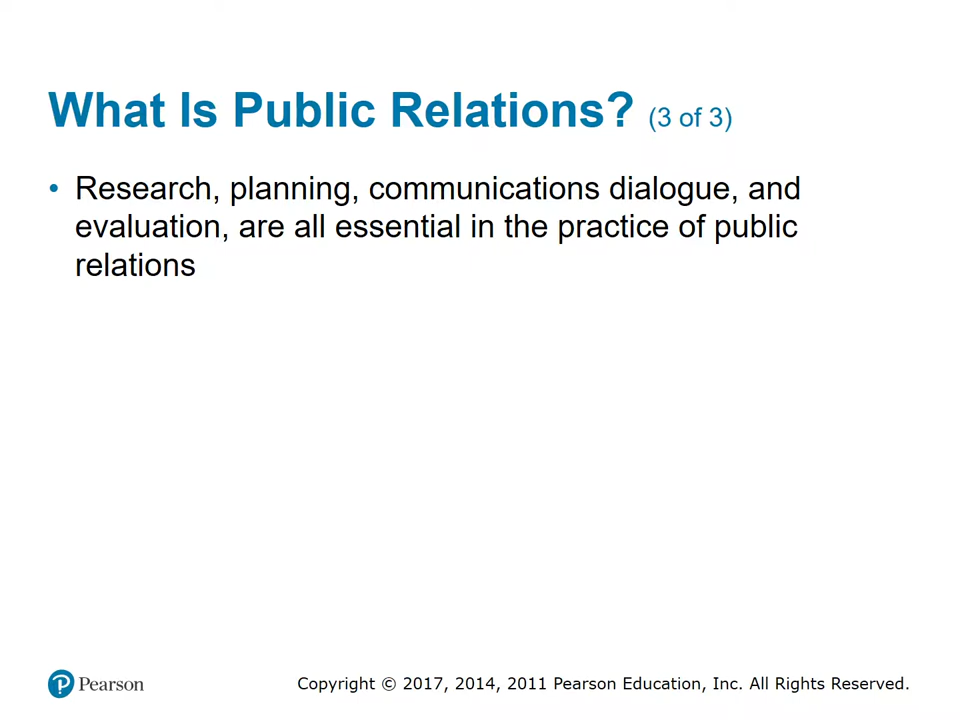 What Is Public Relations? (3 of 3)
• Research, planning, communications dialogue, and
evaluation, are all essential in the practice of public
relations
Pearson
Copyright © 2017, 2014, 2011 Pearson Education, Inc. All Rights Reserved.